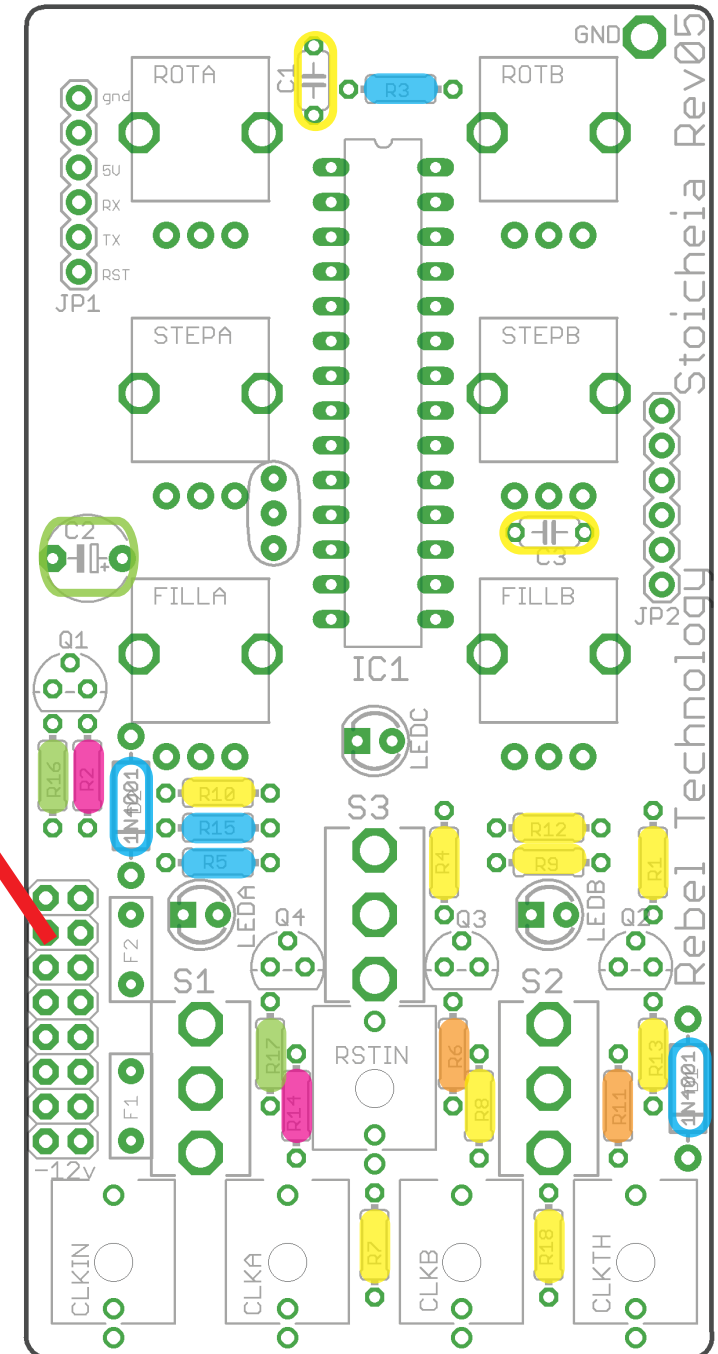 GND
Stoicheia Rev05
ROTA
C1
R3
ROTB
gnd
5V
RX
TX
RST
JP1
STEPA
STEPB
C2
+
C3
FILLA
FILLB
JP2
Rebel Technology
Q1
IC1
LEDC
R16
R2
1N4001
R10
R15
R5
S3
R4
R12
R9
R1
LEDA
LEDB
Q4
Q3
Q2
F2
S1
S2
RSTIN
R17
R6
R13
1N4001
R14
R8
R11
F1
-12v
CLKIN
CLKA
R7
CLKB
R18
CLKTH